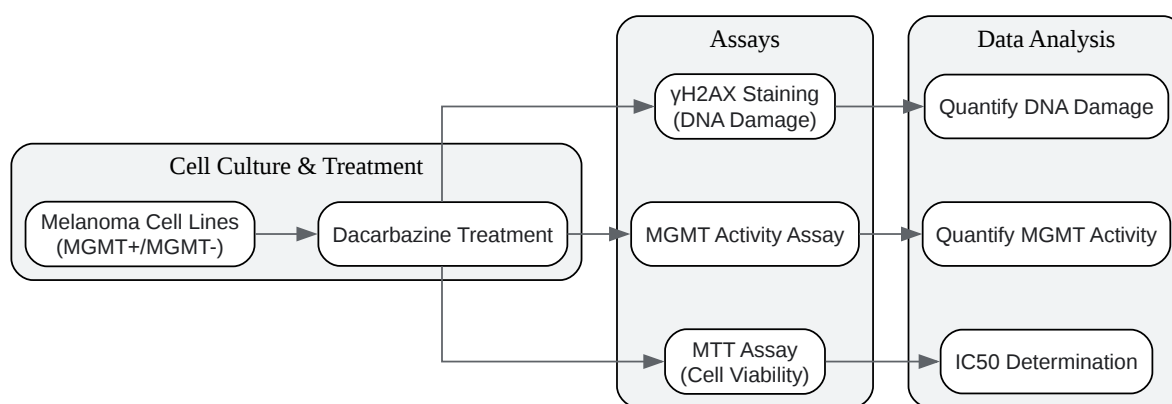 Assays
Data Analysis
γH2AX Staining
(DNA Damage)
Quantify DNA Damage
Cell Culture & Treatment
Melanoma Cell Lines
(MGMT+/MGMT-)
Dacarbazine Treatment
MGMT Activity Assay
Quantify MGMT Activity
MTT Assay
(Cell Viability)
IC50 Determination